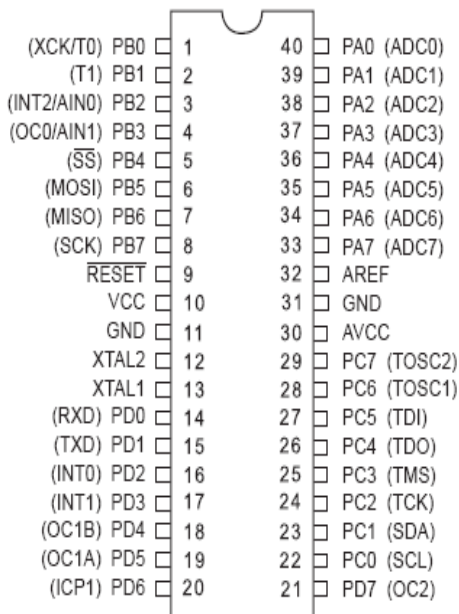 (XCK/T0) PB0 1 40 PA0 (ADC0)
(T1) PB1 2 39 PA1 (ADC1)
(INT2/AIN0) PB2 3 38 PA2 (ADC2)
(OC0/AIN1) PB3 4 37 PA3 (ADC3)
(SS) PB4 5 36 PA4 (ADC4)
(MOSI) PB5 6 35 PA5 (ADC5)
(MISO) PB6 7 34 PA6 (ADC6)
(SCK) PB7 8 33 PA7 (ADC7)
RESET 9 32 AREF
VCC 10 31 GND
GND 11 30 AVCC
XTAL2 12 29 PC7 (TOSC2)
XTAL1 13 28 PC6 (TOSC1)
(RXD) PD0 14 27 PC5 (TDI)
(TXD) PD1 15 26 PC4 (TDO)
(INT0) PD2 16 25 PC3 (TMS)
(INT1) PD3 17 24 PC2 (TCK)
(OC1B) PD4 18 23 PC1 (SDA)
(OC1A) PD5 19 22 PC0 (SCL)
(ICP1) PD6 20 21 PD7 (OC2)